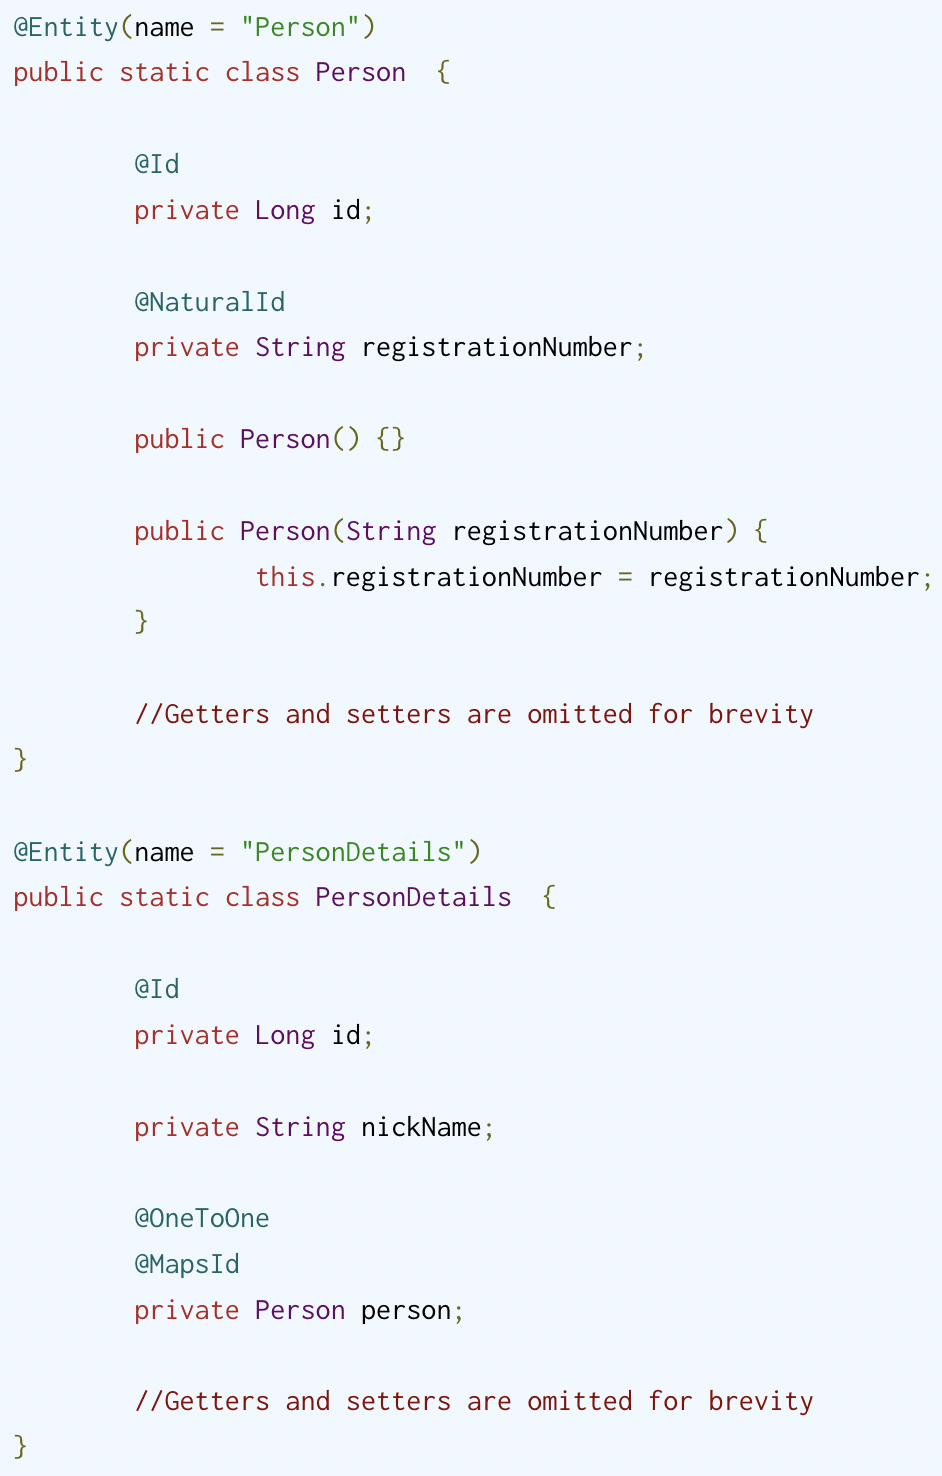 @Entity(name = "Person")
public static class Person  {
@Id
private Long id;
@NaturalId
private String registrationNumber;
public Person() {}
public Person(String registrationNumber) {
this.registrationNumber = registrationNumber;
}
//Getters and setters are omitted for brevity
}
@Entity(name = "PersonDetails")
public static class PersonDetails  {
@Id
private Long id;
private String nickName;
@OneToOne
@MapsId
private Person person;
//Getters and setters are omitted for brevity
}